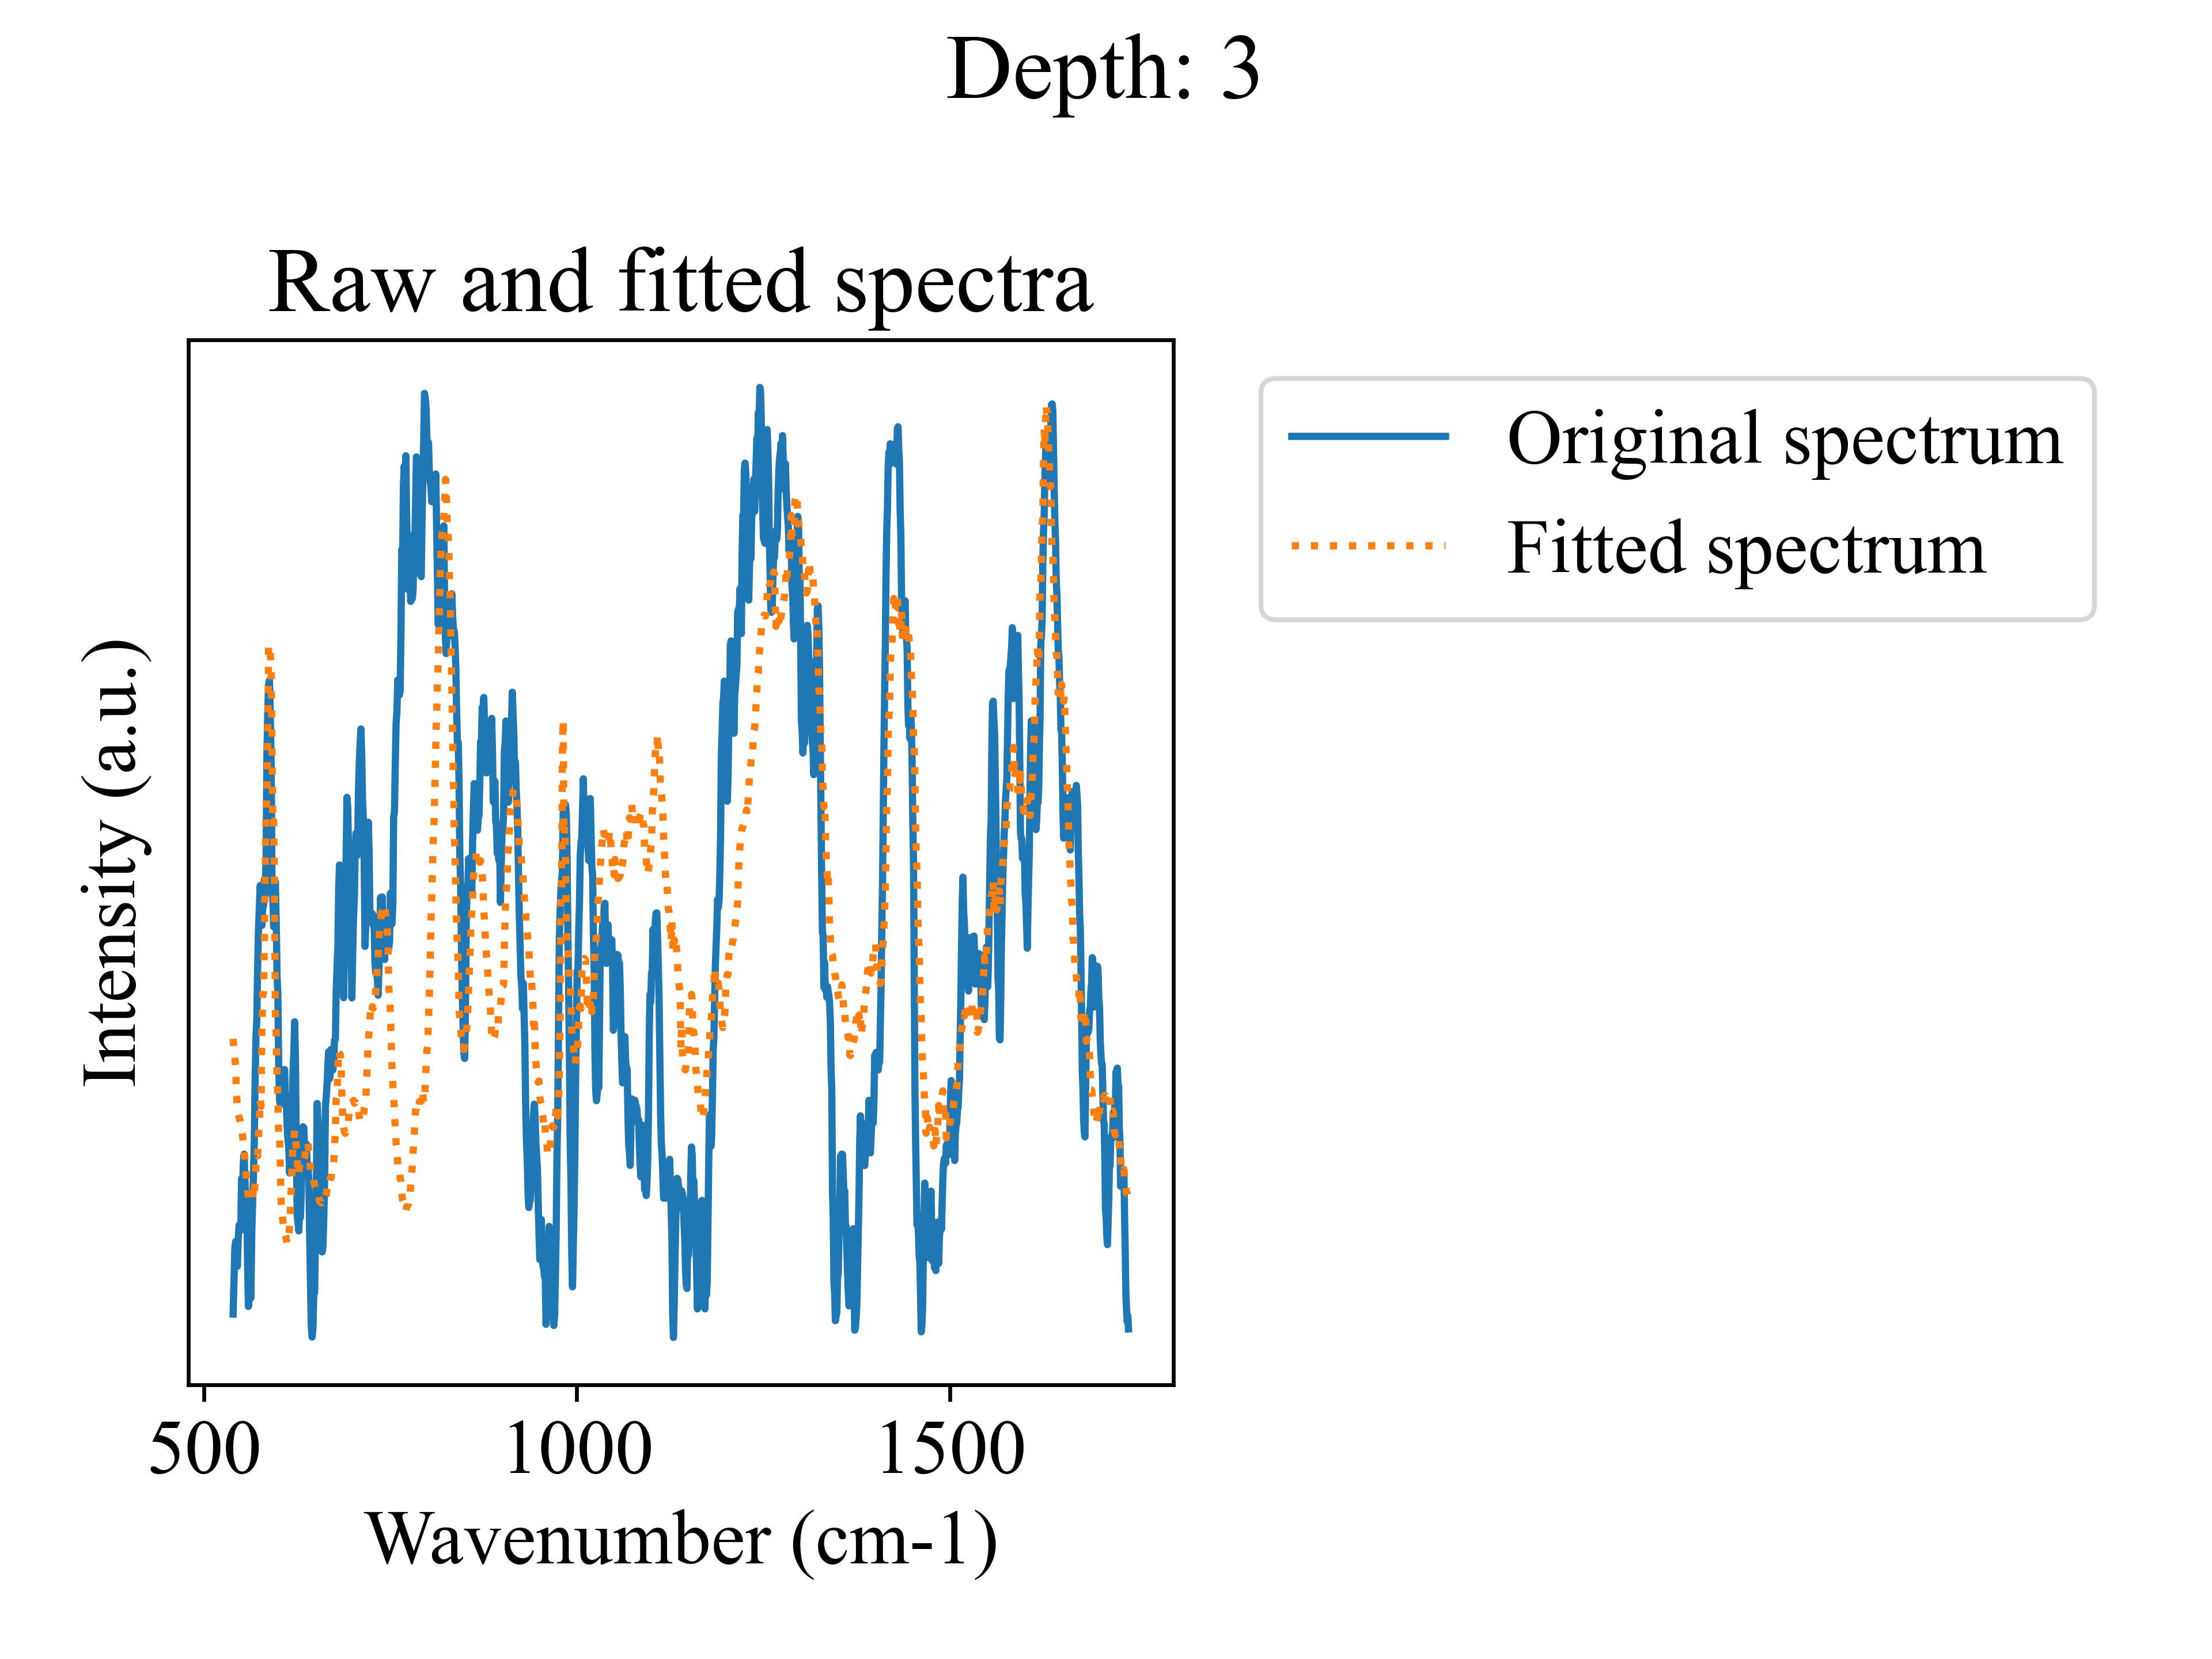 Depth: 3
Raw and fitted spectra
Original spectrum
Fitted spectrum
Intensity (a.u.)
500 1000 1500
Wavenumber (cm-1)